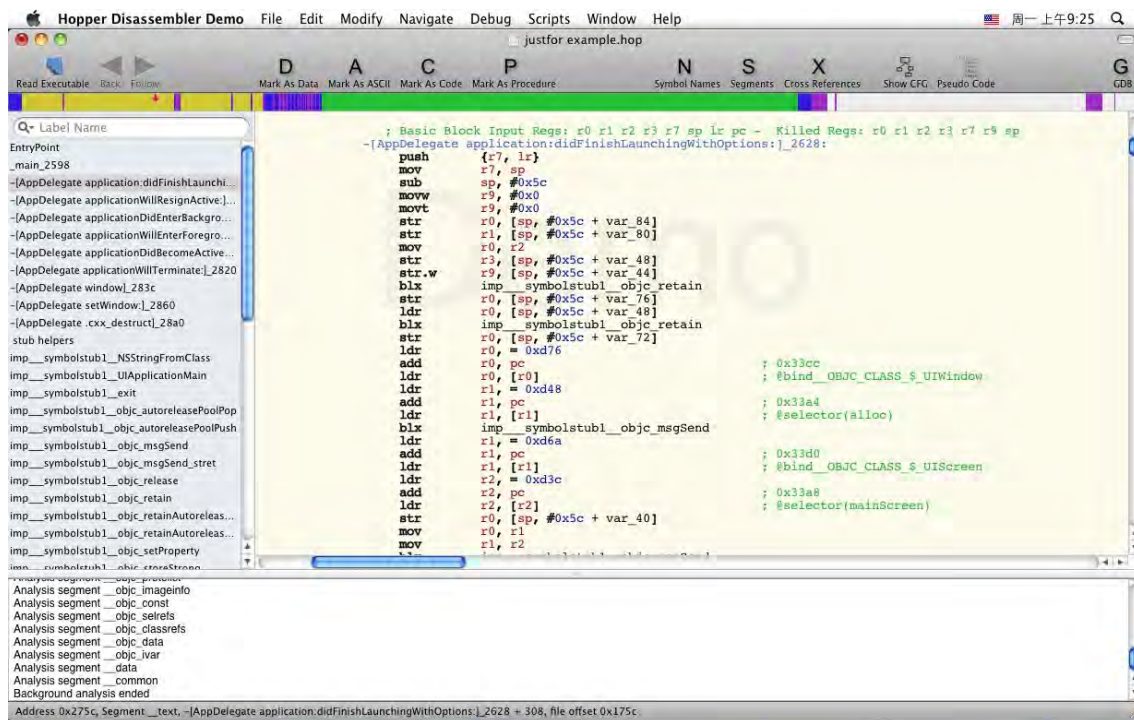 Hopper Disassembler Demo File Edit Modify Navigate Debug Scripts Window Help 周一 上午9:25
justfor example.hop
D A C P N S X G
Read Executable Back Follow Mark As Data Mark As ASCII Mark As Code Mark As Procedure Symbol Names Segments Cross References Show CFG Pseudo Code GDB
Label Name
EntryPoint
_main_2598
-[AppDelegate application:didFinishLaunchi...
-[AppDelegate applicationWillResignActive:]...
-[AppDelegate applicationDidEnterBackgro...
-[AppDelegate applicationWillEnterForegro...
-[AppDelegate applicationDidBecomeActive...
-[AppDelegate applicationWillTerminate:]_2820
-[AppDelegate window]_283c
-[AppDelegate setWindow:]_2860
-[AppDelegate .cxx_destruct]_28a0
stub helpers
imp___symbolstub1__NSStringFromClass
imp___symbolstub1__UIApplicationMain
imp___symbolstub1__exit
imp___symbolstub1__objc_autoreleasePoolPop
imp___symbolstub1__objc_autoreleasePoolPush
imp___symbolstub1__objc_msgSend
imp___symbolstub1__objc_msgSend_stret
imp___symbolstub1__objc_release
imp___symbolstub1__objc_retain
imp___symbolstub1__objc_retainAutoreleas...
imp___symbolstub1__objc_retainAutoreleas...
imp___symbolstub1__objc_setProperty
imp___symbolstub1__objc_storeStrong
; Basic Block Input Regs: r0 r1 r2 r3 r7 sp lr pc - Killed Regs: r0 r1 r2 r3 r7 r9 sp
-[AppDelegate application:didFinishLaunchingWithOptions:]_2628:
push {r7, lr}
mov r7, sp
sub sp, #0x5c
movw r9, #0x0
movt r9, #0x0
str r0, [sp, #0x5c + var_84]
str r1, [sp, #0x5c + var_80]
mov r0, r2
str r3, [sp, #0x5c + var_48]
str.w r9, [sp, #0x5c + var_44]
blx imp___symbolstub1__objc_retain
str r0, [sp, #0x5c + var_76]
ldr r0, [sp, #0x5c + var_48]
blx imp___symbolstub1__objc_retain
str r0, [sp, #0x5c + var_72]
ldr r0, = 0xd76
add r0, pc ; 0x33cc
ldr r0, [r0] ; @bind__OBJC_CLASS_$_UIWindow
ldr r1, = 0xd48
add r1, pc ; 0x33a4
ldr r1, [r1] ; @selector(alloc)
blx imp___symbolstub1__objc_msgSend
ldr r1, = 0xd6a
add r1, pc ; 0x33d0
ldr r1, [r1] ; @bind__OBJC_CLASS_$_UIScreen
ldr r2, = 0xd3c
add r2, pc ; 0x33a8
ldr r2, [r2] ; @selector(mainScreen)
str r0, [sp, #0x5c + var_40]
mov r0, r1
mov r1, r2
Analysis segment __objc_protolist
Analysis segment __objc_imageinfo
Analysis segment __objc_const
Analysis segment __objc_selrefs
Analysis segment __objc_classrefs
Analysis segment __objc_data
Analysis segment __objc_ivar
Analysis segment __data
Analysis segment __common
Background analysis ended
Address 0x275c, Segment __text, -[AppDelegate application:didFinishLaunchingWithOptions:]_2628 + 308, file offset 0x175c